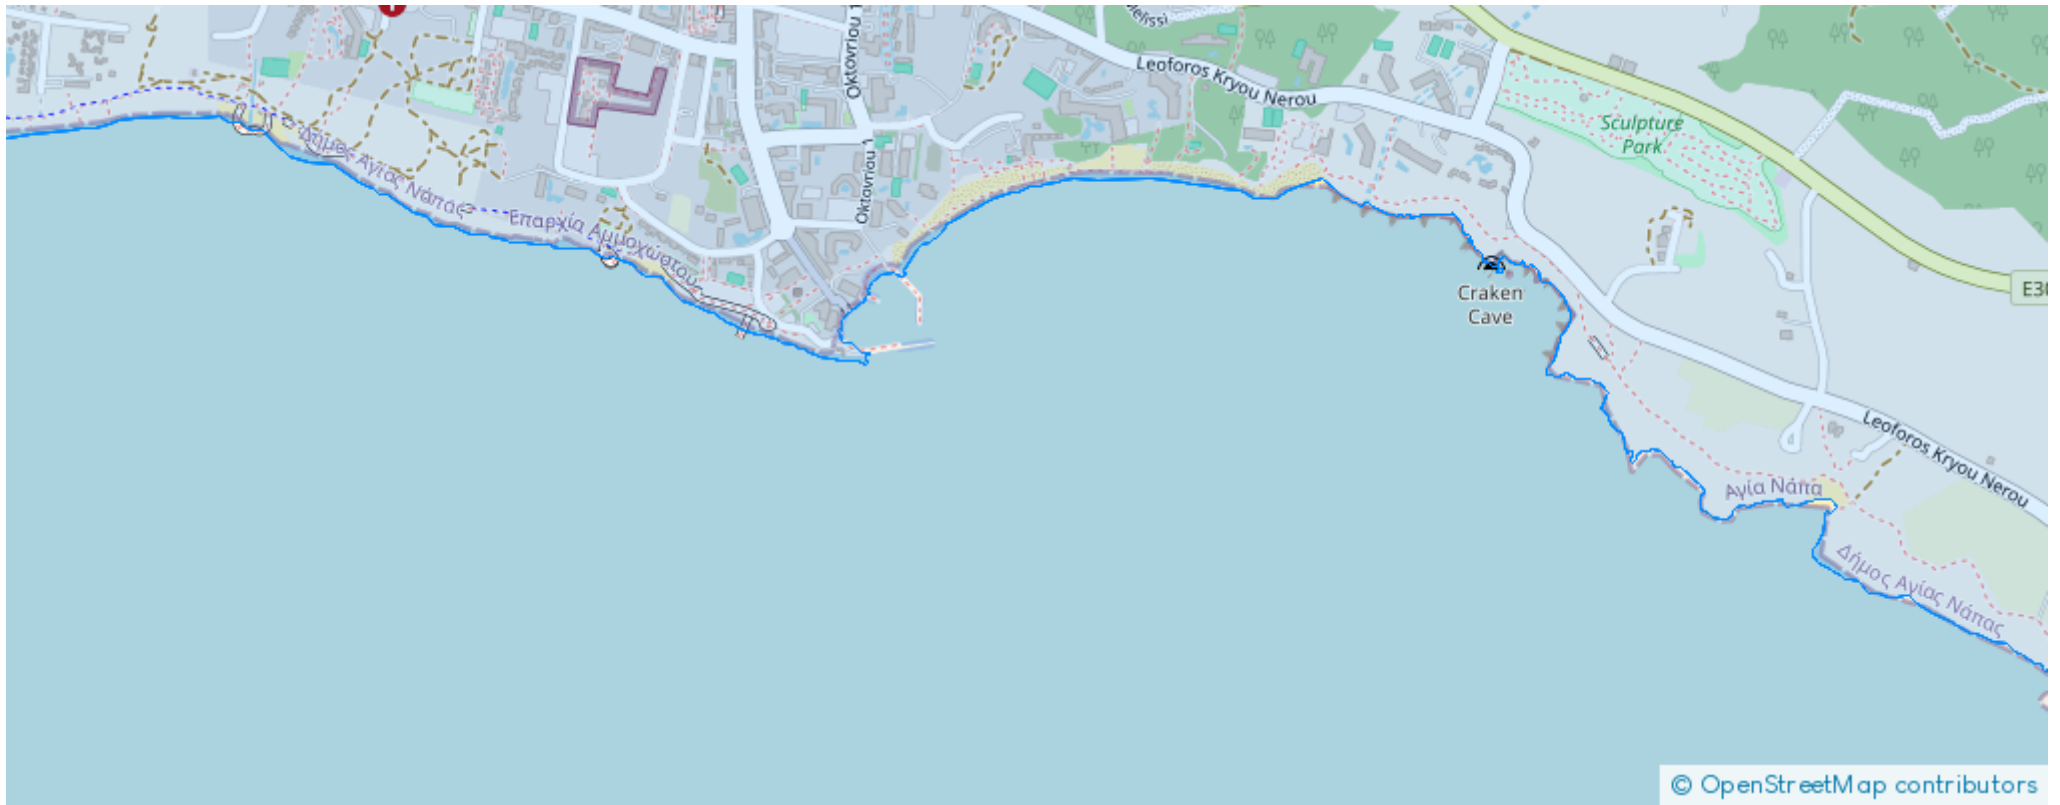 Leoforos Kryou Nerou
Oktovriou 1
Sculpture
Park
Oktovriou 1
Δήμος Αγίας Νάπας
Επαρχία Αμμοχώστου
Craken
Cave
Leoforos Kryou Nerou
Αγία Νάπα
Δήμος Αγίας Νάπας
© OpenStreetMap contributors